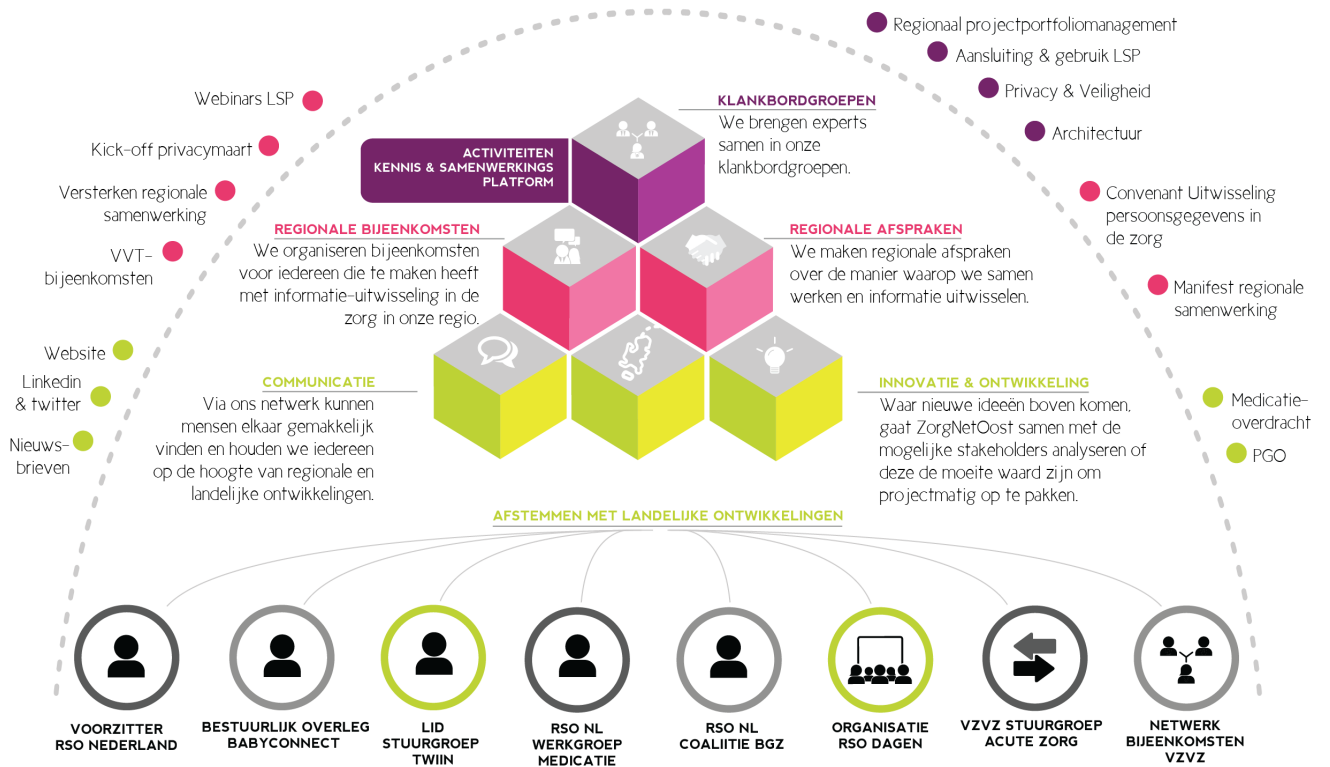 Regionaal projectportfoliomanagement
Aansluiting & gebruik LSP
Privacy & Veiligheid
Architectuur
Webinars LSP
Kick-off privacymaart
Versterken regionale
samenwerking
VVT-
bijeenkomsten
Website
Linkedin
& twitter
Nieuws-
brieven
ACTIVITEITEN
KENNIS & SAMENWERKINGS
PLATFORM
KLANKBORDGROEPEN
We brengen experts
samen in onze
klankbordgroepen.
REGIONALE BIJEENKOMSTEN
We organiseren bijeenkomsten
voor iedereen die te maken heeft
met informatie-uitwisseling in de
zorg in onze regio.
REGIONALE AFSPRAKEN
We maken regionale afspraken
over de manier waarop we samen
werken en informatie uitwisselen.
Convenant Uitwisseling
persoonsgegevens in
de zorg
Manifest regionale
samenwerking
COMMUNICATIE
Via ons netwerk kunnen
mensen elkaar gemakkelijk
vinden en houden we iedereen
op de hoogte van regionale en
landelijke ontwikkelingen.
INNOVATIE & ONTWIKKELING
Waar nieuwe ideeën boven komen,
gaat ZorgNetOost samen met de
mogelijke stakeholders analyseren of
deze de moeite waard zijn om
projectmatig op te pakken.
Medicatie-
overdracht
PGO
AFSTEMMEN MET LANDELIJKE ONTWIKKELINGEN
VOORZITTER
RSO NEDERLAND
BESTUURLIJK OVERLEG
BABYCONNECT
LID
STUURGROEP
TWIIN
RSO NL
WERKGROEP
MEDICATIE
RSO NL
COALIITIE BGZ
ORGANISATIE
RSO DAGEN
VZVZ STUURGROEP
ACUTE ZORG
NETWERK
BIJEENKOMSTEN
VZVZ